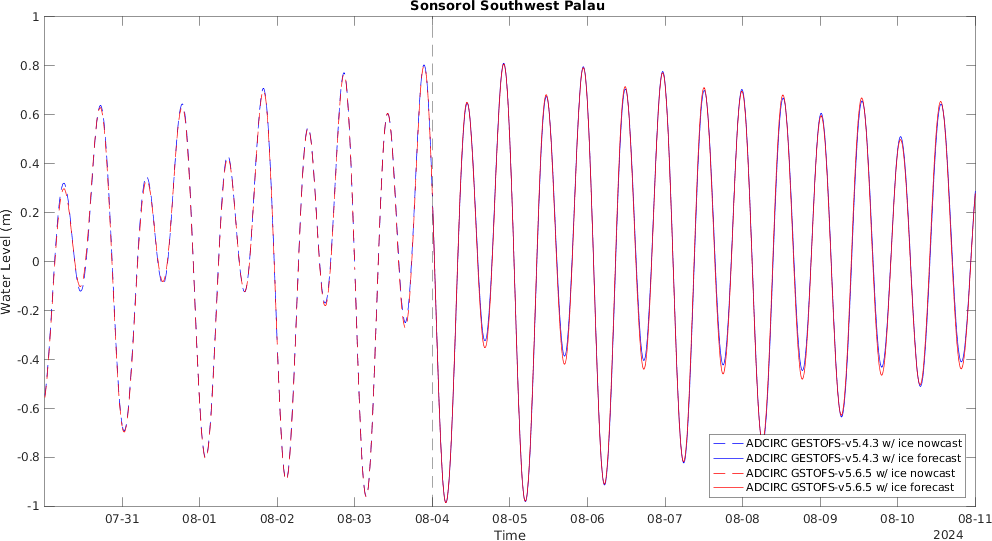 Sonsorol Southwest Palau
1
0.8
0.6
0.4
0.2
0
-0.2
-0.4
-0.6
-0.8
-1
Water Level (m)
ADCIRC GESTOFS-v5.4.3 w/ ice nowcast
ADCIRC GESTOFS-v5.4.3 w/ ice forecast
ADCIRC GSTOFS-v5.6.5 w/ ice nowcast
ADCIRC GSTOFS-v5.6.5 w/ ice forecast
07-31 08-01 08-02 08-03 08-04 08-05 08-06 08-07 08-08 08-09 08-10 08-11
Time
2024